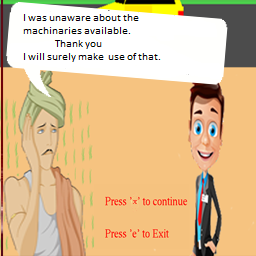 I was unaware about the
machinaries available.
Thank you
I will surely make use of that.
Press '×' to continue
Press 'e' to Exit